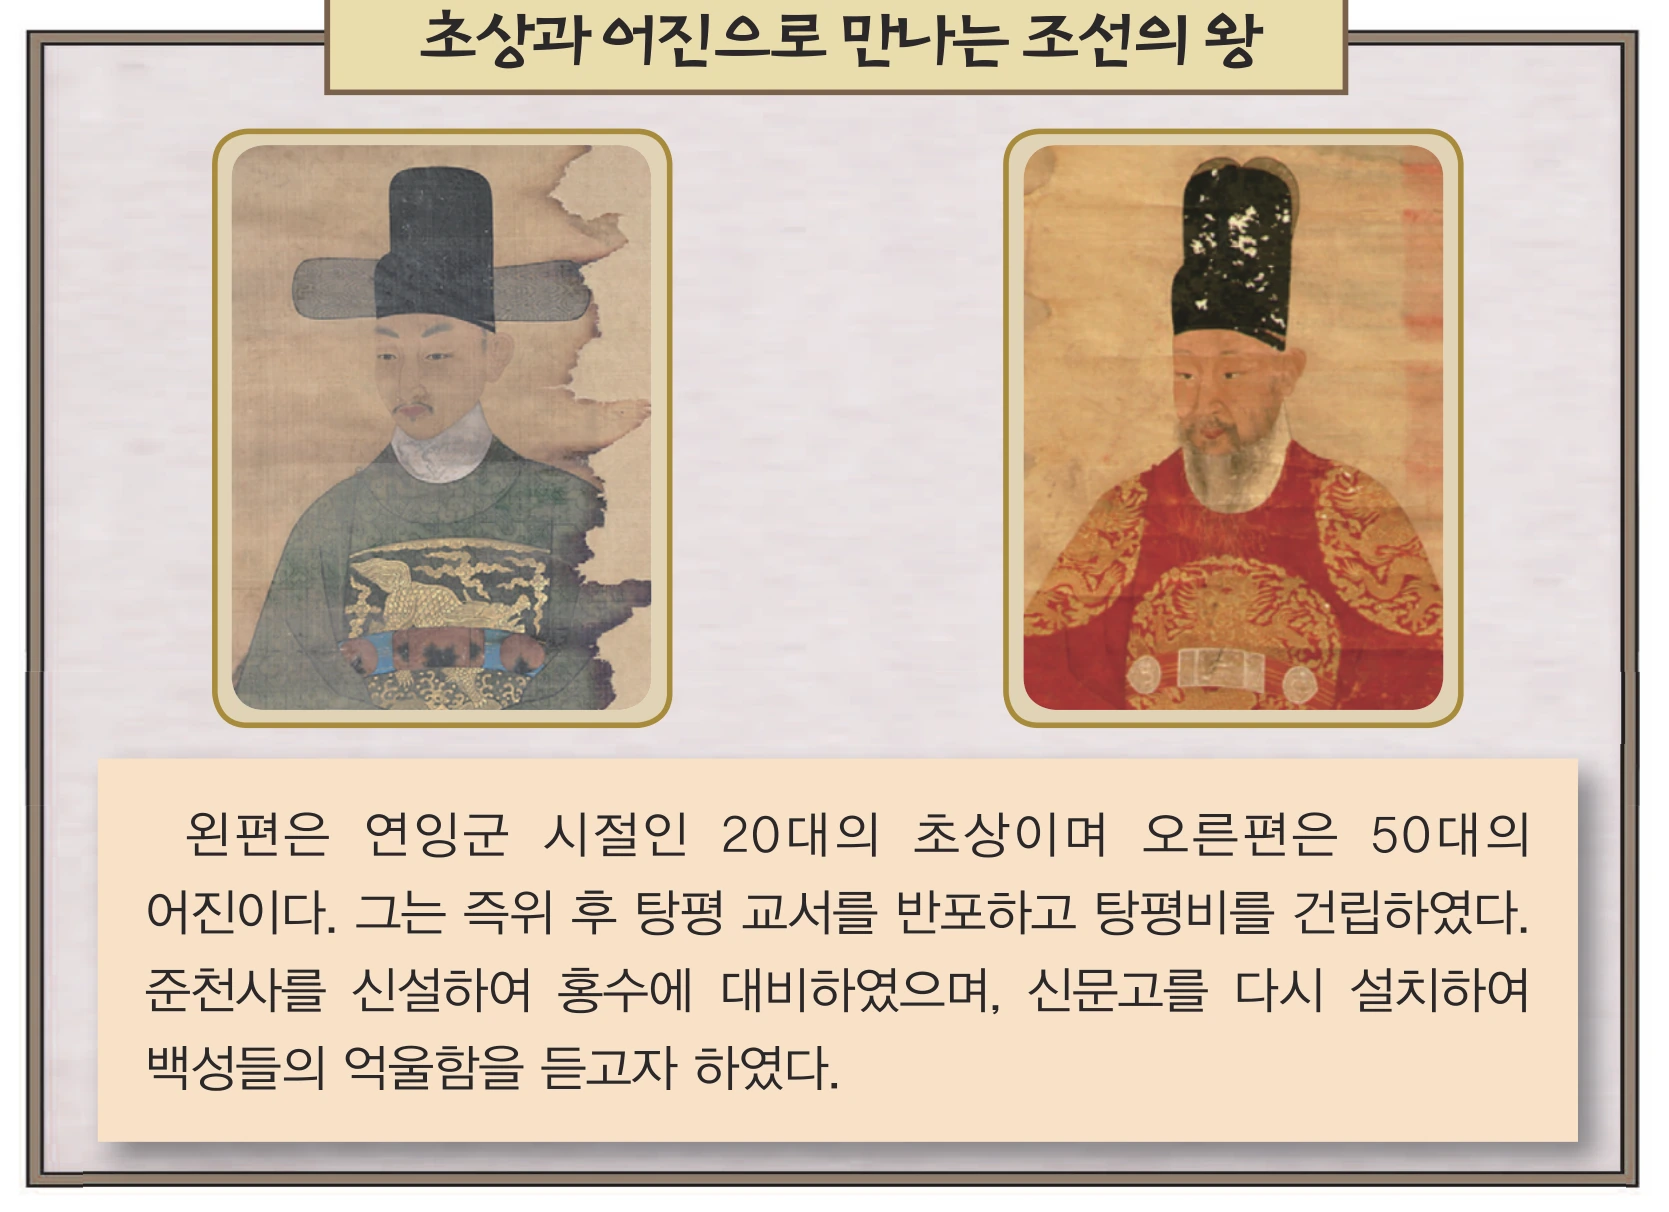 초상과 어진으로 만나는 조선의 왕
왼편은 연잉군 시절인 20대의 초상이며 오른편은 50대의
어진이다. 그는 즉위 후 탕평 교서를 반포하고 탕평비를 건립하였다.
준천사를 신설하여 홍수에 대비하였으며, 신문고를 다시 설치하여
백성들의 억울함을 듣고자 하였다.